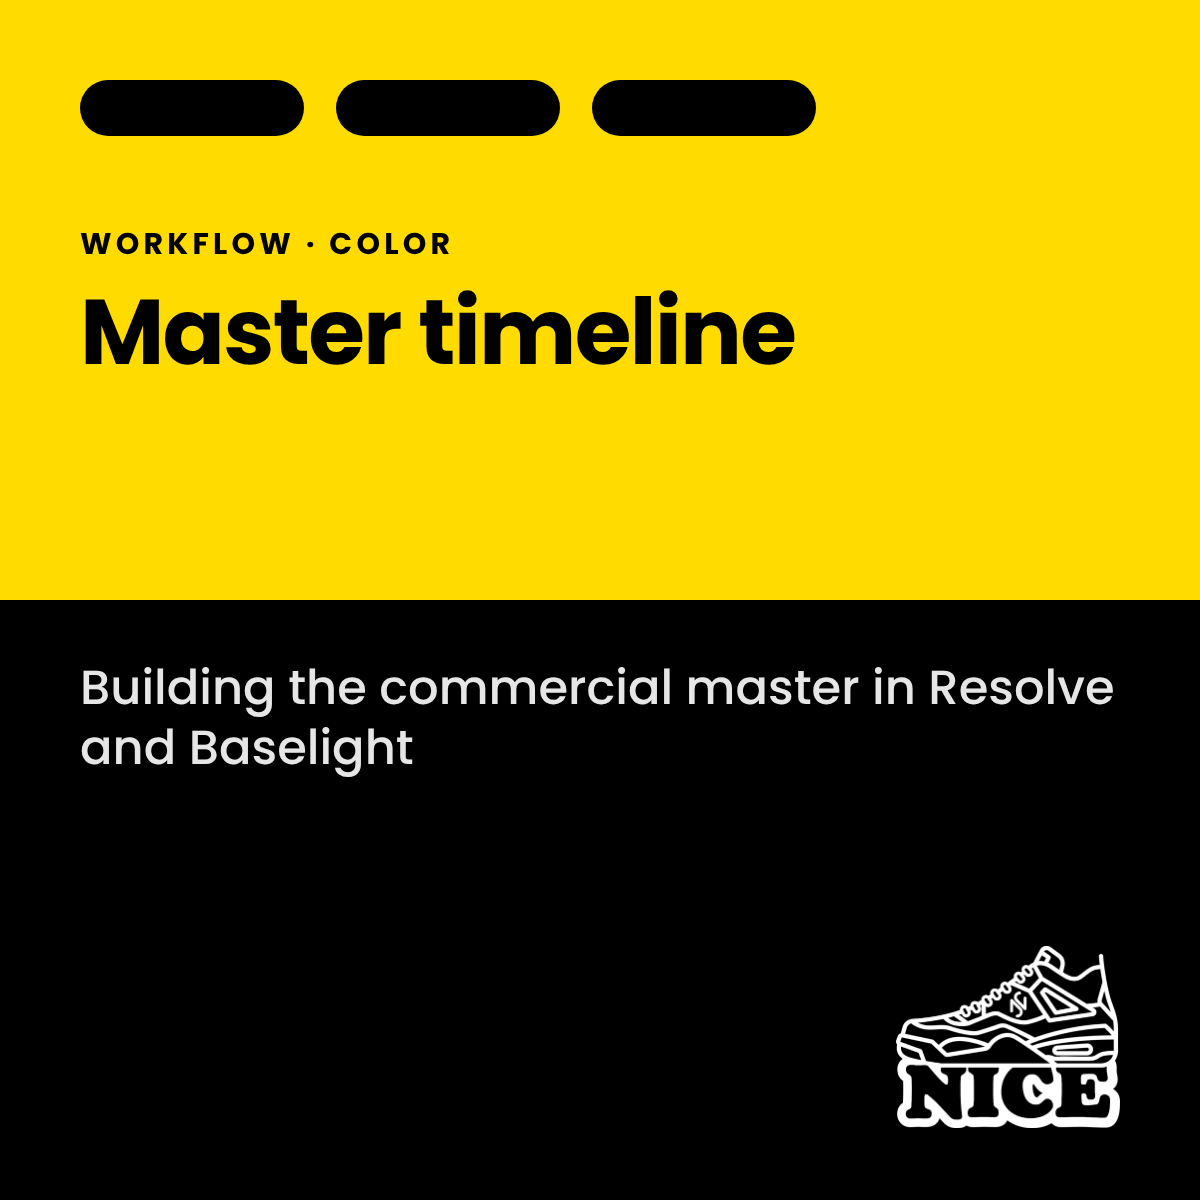 WORKFLOW · COLOR
Master timeline
Building the commercial master in Resolve
and Baselight
NICE